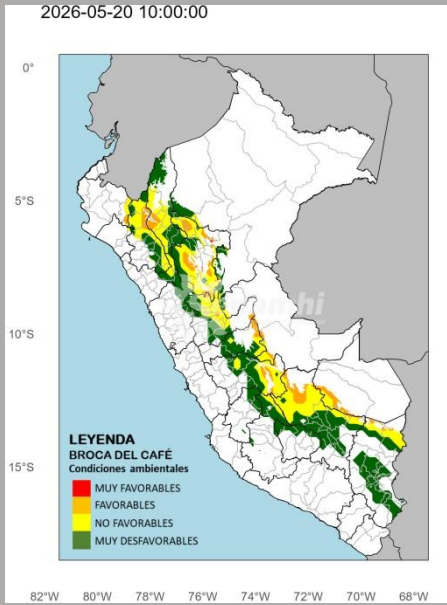 2026-05-20 10:00:00
0°
5°S
10°S
15°S
LEYENDA
BROCA DEL CAFÉ
Condiciones ambientales
MUY FAVORABLES
FAVORABLES
NO FAVORABLES
MUY DESFAVORABLES
82°W 80°W 78°W 76°W 74°W 72°W 70°W 68°W